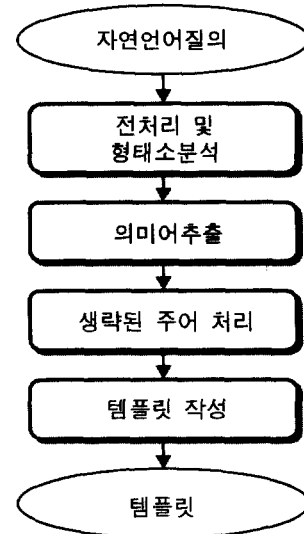 자연언어질의
전처리 및
형태소분석
의미어추출
생략된 주어 처리
템플릿 작성
템플릿